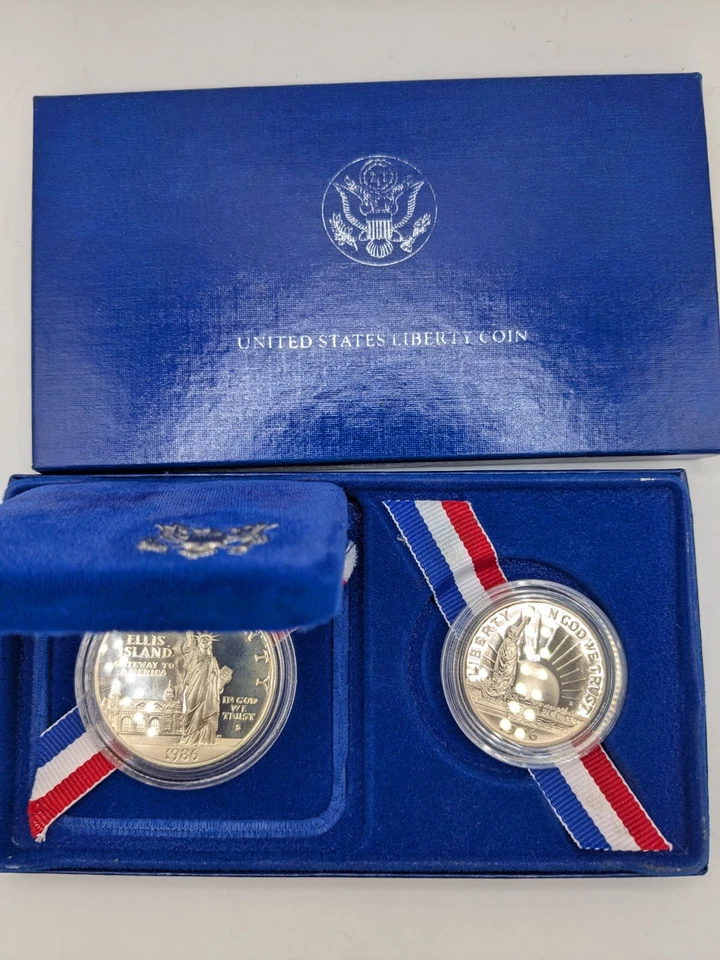 UNITED STATES LIBERTY COIN
ELLIS
ISLAND
GATEWAY TO
AMERICA
IN GOD
WE
TRUST
S
1986
LIBERTY
IN GOD WE TRUST